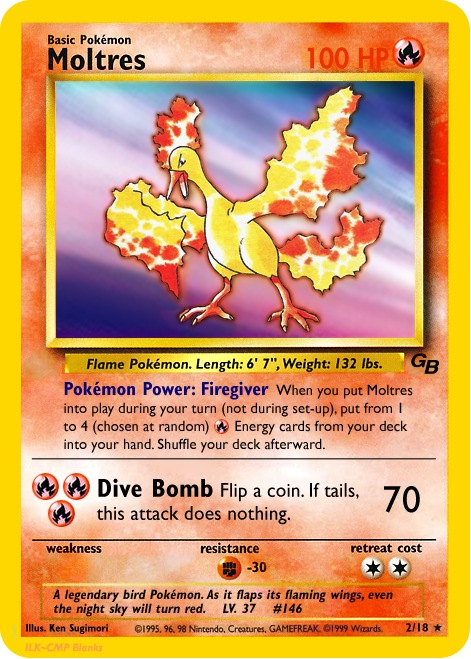 Basic Pokémon
Moltres
100 HP
Flame Pokémon. Length: 6' 7", Weight: 132 lbs.
GB
Pokémon Power: Firegiver When you put Moltres
into play during your turn (not during set-up), put from 1
to 4 (chosen at random) Energy cards from your deck
into your hand. Shuffle your deck afterward.
Dive Bomb Flip a coin. If tails,
this attack does nothing.
70
weakness resistance retreat cost
-30
A legendary bird Pokémon. As it flaps its flaming wings, even
the night sky will turn red. LV. 37 #146
Illus. Ken Sugimori ©1995, 96, 98 Nintendo, Creatures, GAMEFREAK. ©1999 Wizards. 2/18 ★
ILK~CMP Blanks